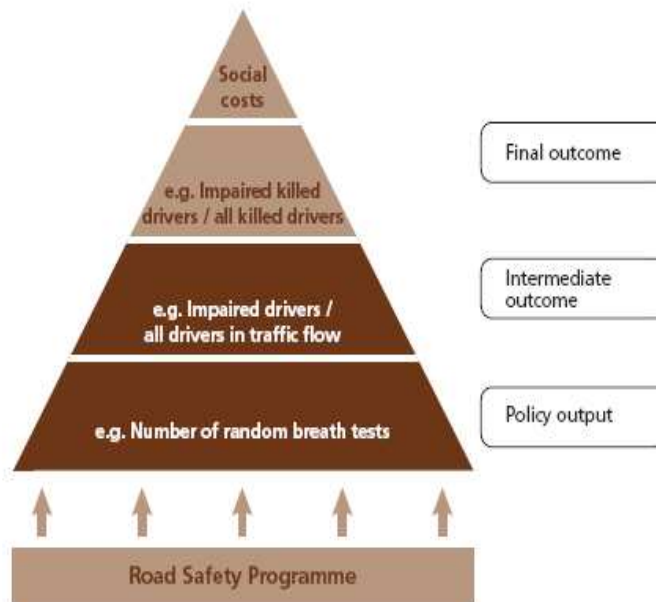 Social
costs
Final outcome
e.g. Impaired killed
drivers / all killed drivers
Intermediate
outcome
e.g. Impaired drivers /
all drivers in traffic flow
Policy output
e.g. Number of random breath tests
Road Safety Programme